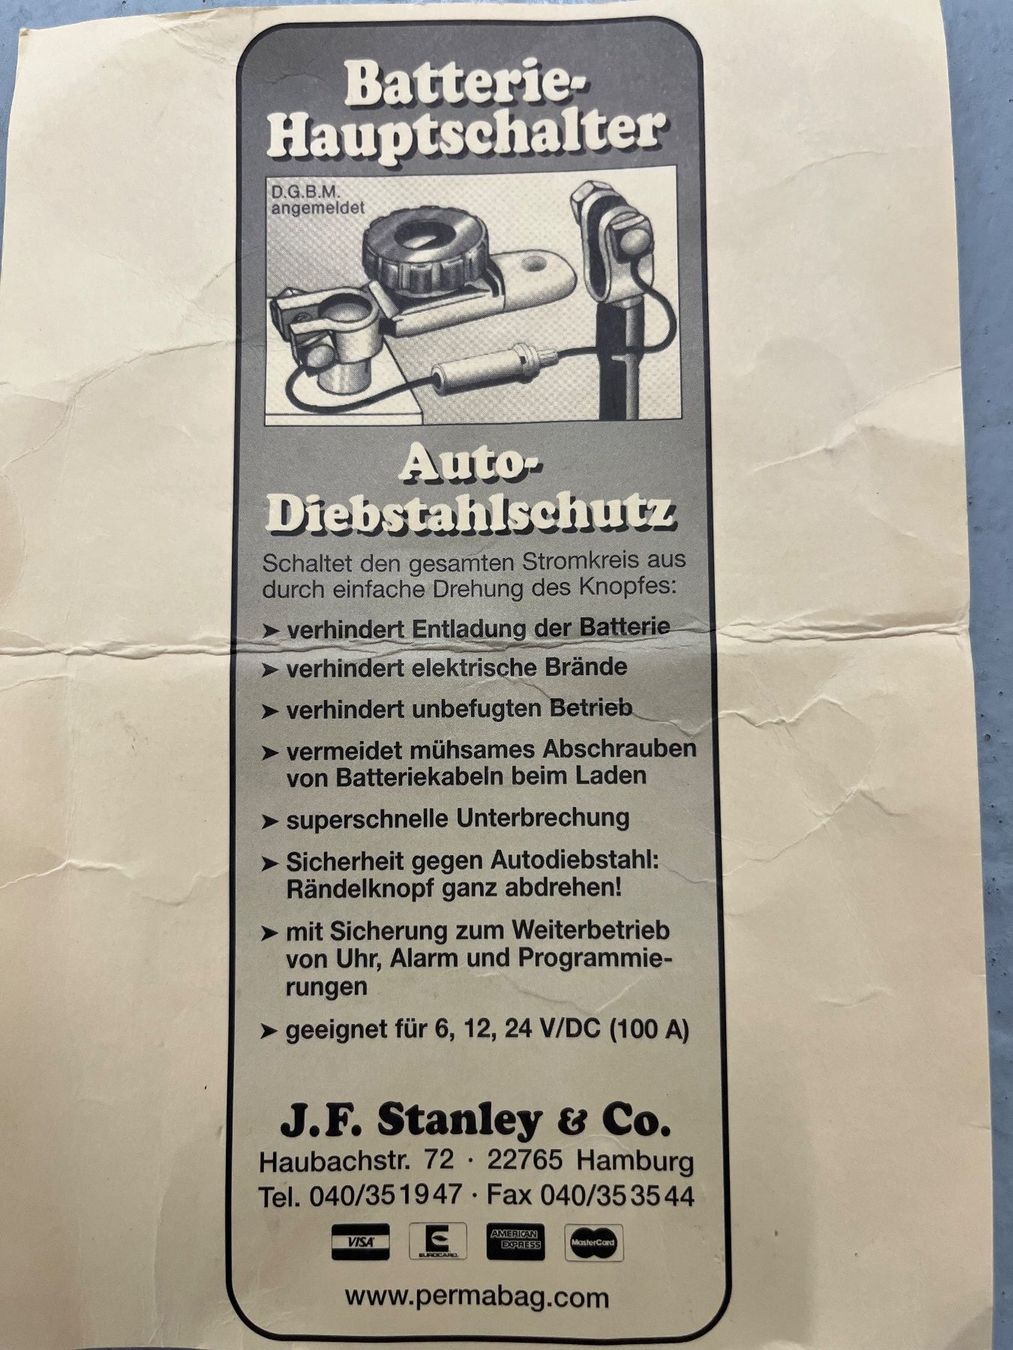 Batterie-
Hauptschalter
D.G.B.M.
angemeldet
Auto-
Diebstahlschutz
Schaltet den gesamten Stromkreis aus
durch einfache Drehung des Knopfes:
➤ verhindert Entladung der Batterie
➤ verhindert elektrische Brände
➤ verhindert unbefugten Betrieb
➤ vermeidet mühsames Abschrauben
von Batteriekabeln beim Laden
➤ superschnelle Unterbrechung
➤ Sicherheit gegen Autodiebstahl:
Rändelknopf ganz abdrehen!
➤ mit Sicherung zum Weiterbetrieb
von Uhr, Alarm und Programmie-
rungen
➤ geeignet für 6, 12, 24 V/DC (100 A)
J.F. Stanley & Co.
Haubachstr. 72 · 22765 Hamburg
Tel. 040/351947 · Fax 040/353544
VISA EUROCARD AMERICAN EXPRESS MasterCard
www.permabag.com